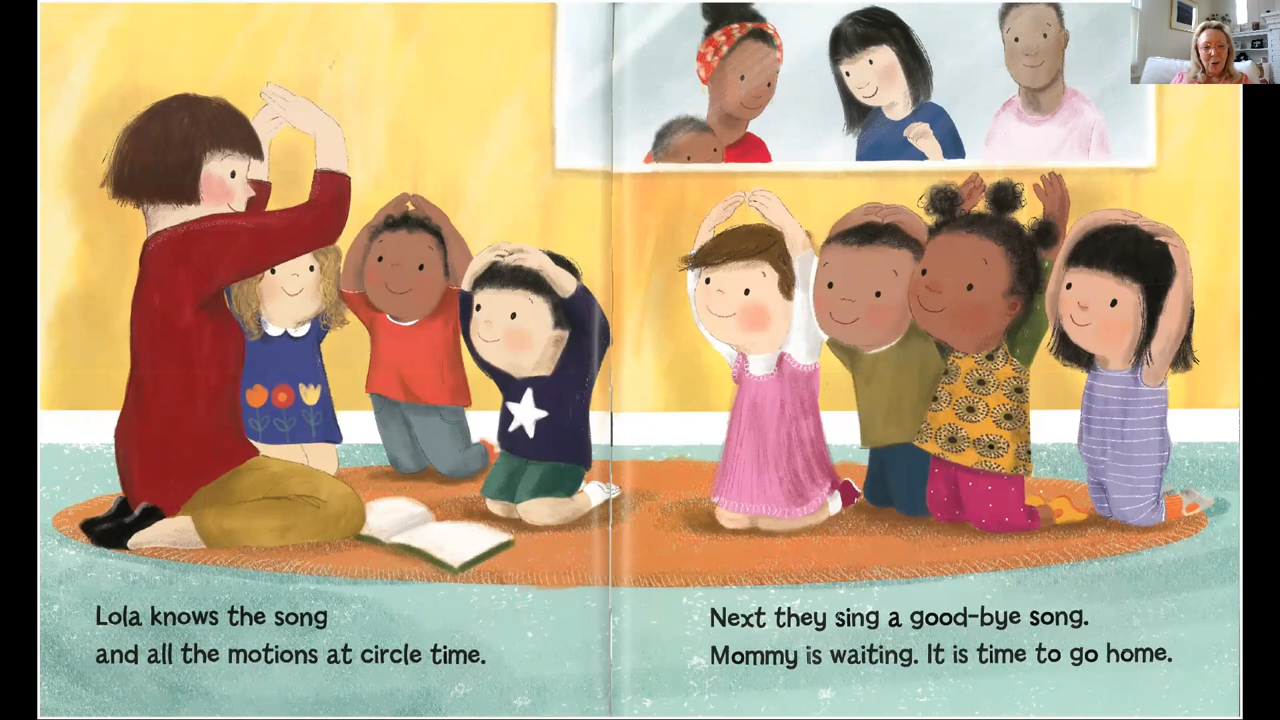 Lola knows the song
and all the motions at circle time.
Next they sing a good-bye song.
Mommy is waiting. It is time to go home.